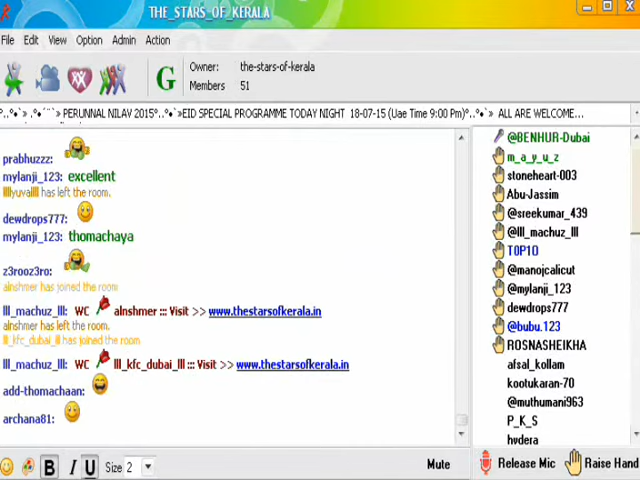 THE_STARS_OF_KERALA
File Edit View Option Admin Action
Owner: the-stars-of-kerala
Members 51
G
°..°•`» .°•´¨`•» PERUNNAL NILAV 2015°..°•`»°EID SPECIAL PROGRAMME TODAY NIGHT 18-07-15 (Uae Time 9:00 Pm)°..°•`» ALL ARE WELCOME...
prabhuzzz:
mylanji_123: excellent
has left the room.
dewdrops777:
mylanji_123: thomachaya
z3rooz3ro:
alnshmer has joined the room
lll_machuz_lll: WC alnshmer ::: Visit >> www.thestarsofkerala.in
alnshmer has left the room.
lll_kfc_dubai_lll has joined the room
lll_machuz_lll: WC lll_kfc_dubai_lll ::: Visit >> www.thestarsofkerala.in
add-thomachaan:
archana81:
@BENHUR-Dubai
m_a_y_u_z
stoneheart-003
Abu-Jassim
@sreekumar_439
@lll_machuz_lll
T0P10
@manojcalicut
@mylanji_123
dewdrops777
@bubu.123
ROSNASHEIKHA
afsal_kollam
kootukaran-70
@muthumani963
P_K_S
hydera
B I U Size 2
Mute
Release Mic
Raise Hand